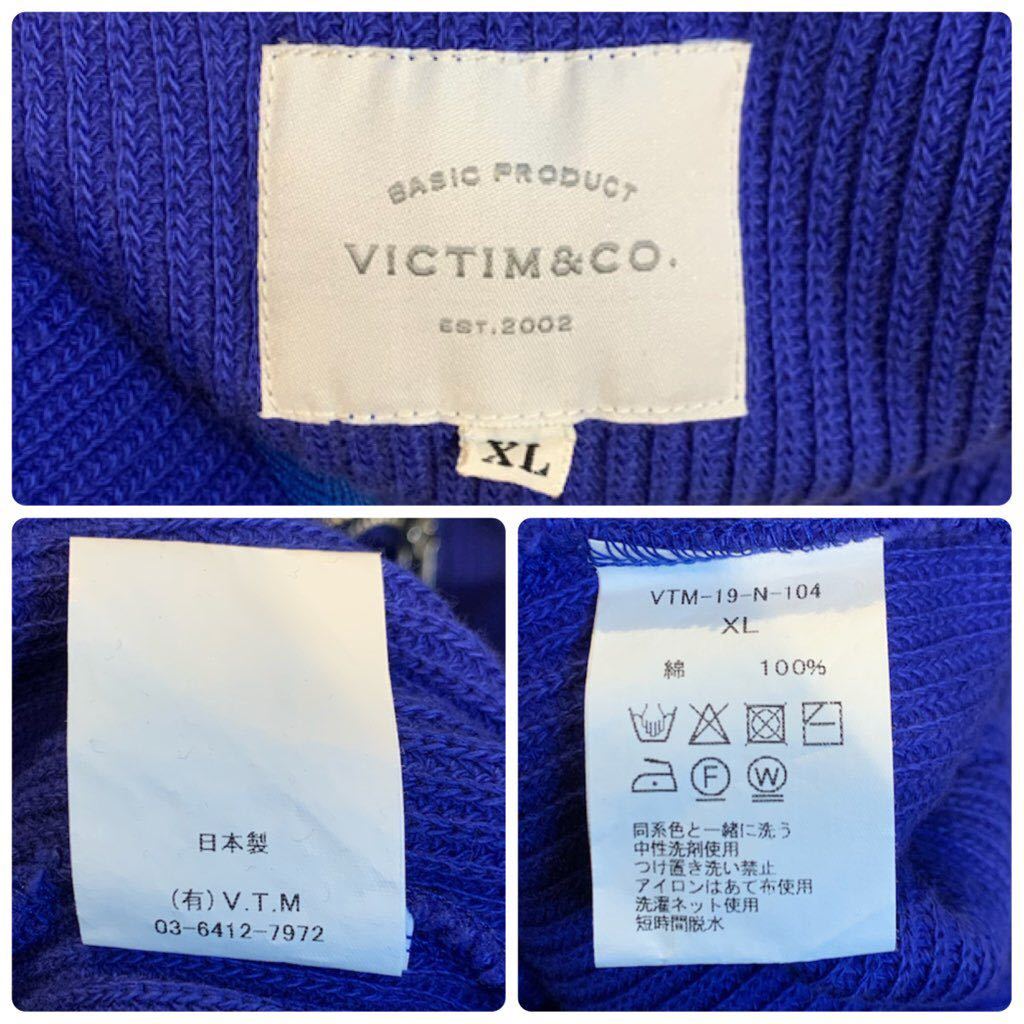 BASIC PRODUCT
VICTIM&CO.
EST.2002
XL
日本製
(有)V.T.M
03-6412-7972
VTM-19-N-104
XL
綿 100%
F W
同系色と一緒に洗う
中性洗剤使用
つけ置き洗い禁止
アイロンはあて布使用
洗濯ネット使用
短時間脱水